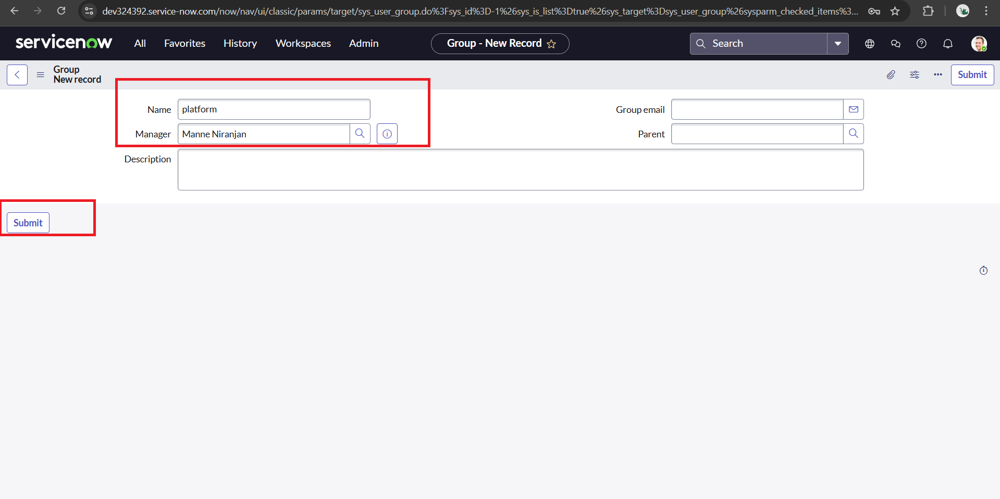 dev324392.service-now.com/now/nav/ui/classic/params/target/sys_user_group.do%3Fsys_id%3D-1%26sys_is_list%3Dtrue%26sys_target%3Dsys_user_group%26sysparm_checked_items%3...
servicenow
All
Favorites
History
Workspaces
Admin
Group - New Record
Search
Group
New record
Submit
Name
platform
Group email
Manager
Manne Niranjan
Parent
Description
Submit